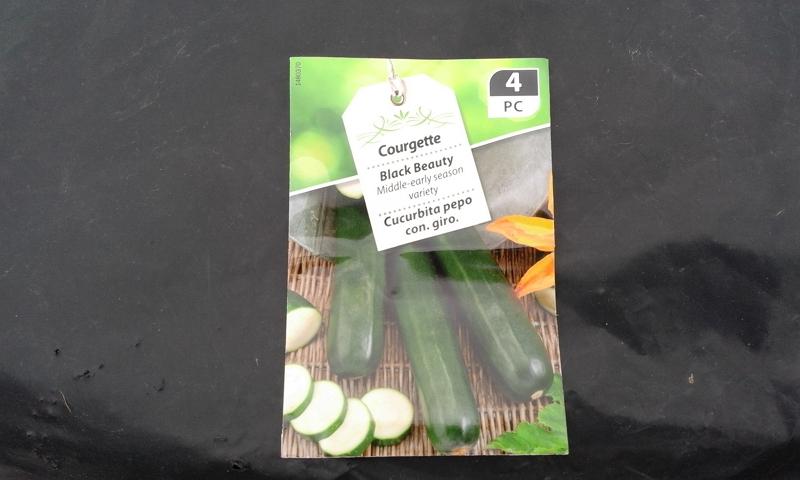 4
PC
Courgette
Black Beauty
Middle-early season
variety
Cucurbita pepo
con. giro.